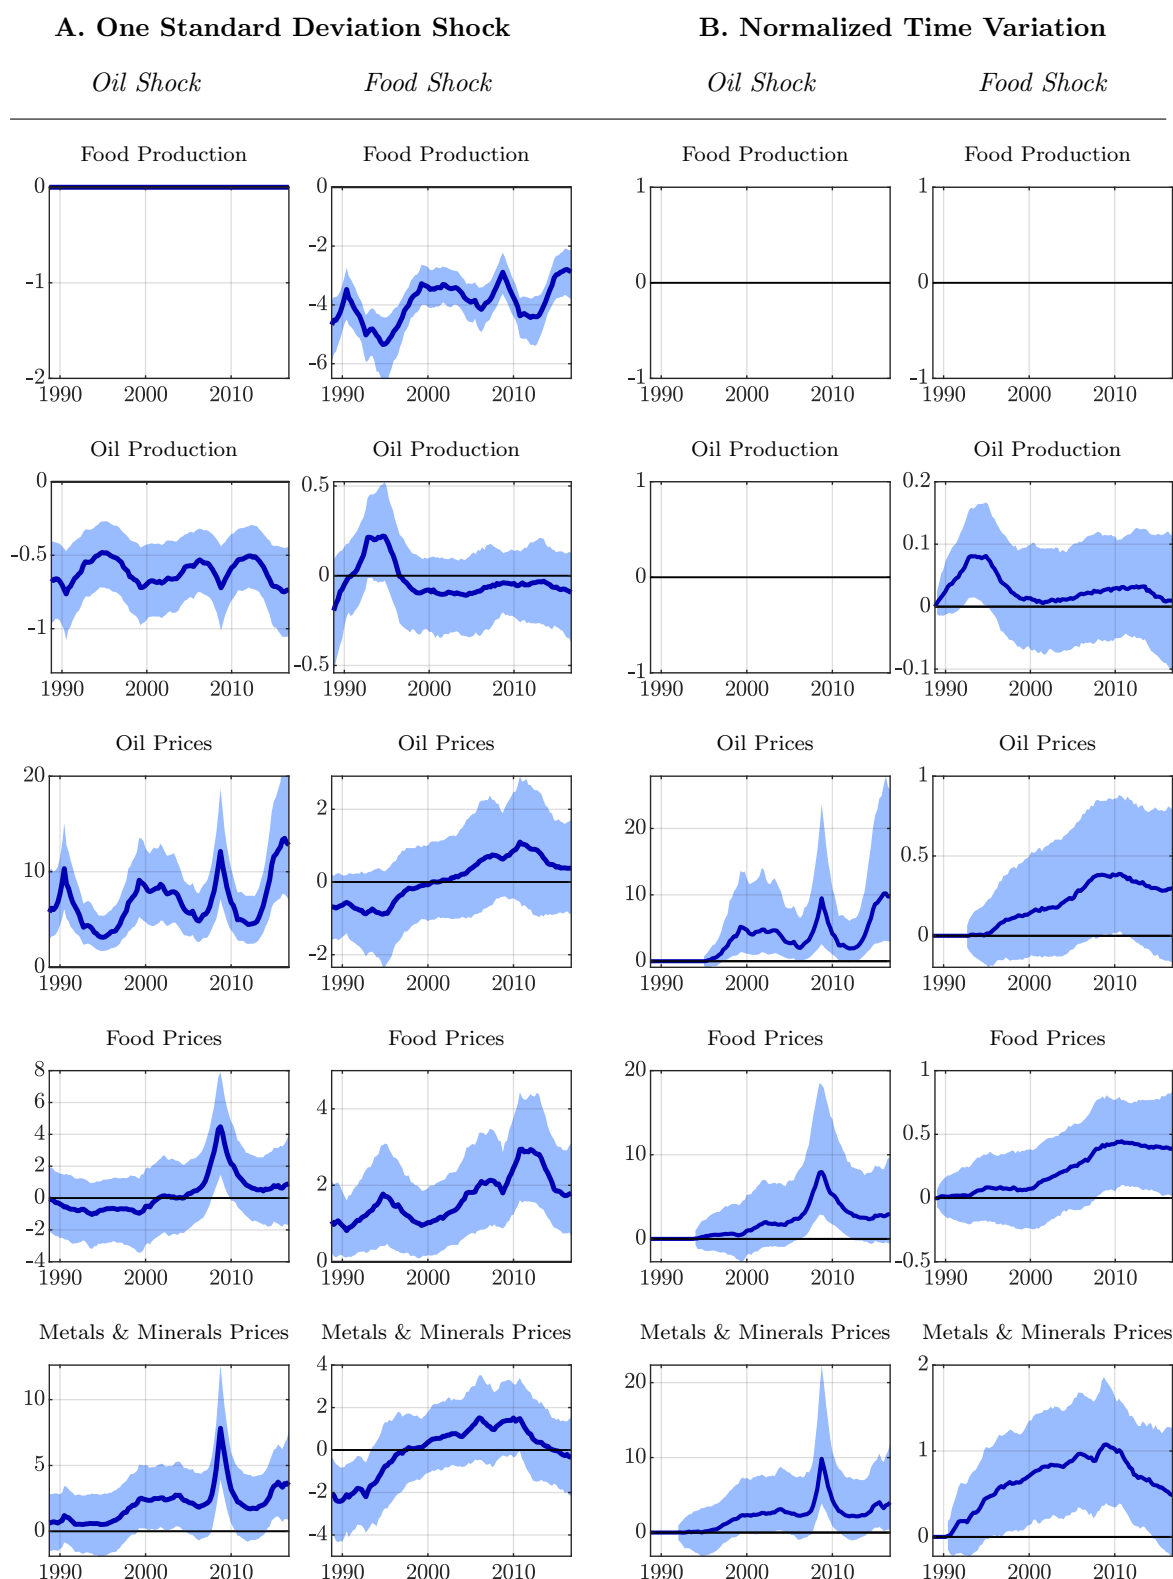 A. One Standard Deviation Shock B. Normalized Time Variation
Oil Shock Food Shock Oil Shock Food Shock
Food Production Food Production Food Production Food Production
0 0 1 1
-2
-1 -4 0 0
-6
-2 -1 -1
1990 2000 2010 1990 2000 2010 1990 2000 2010 1990 2000 2010
Oil Production Oil Production Oil Production Oil Production
0 0.5 1 0.2
-0.5 0 0 0.1
-1 0
-0.5 -1 -0.1
1990 2000 2010 1990 2000 2010 1990 2000 2010 1990 2000 2010
Oil Prices Oil Prices Oil Prices Oil Prices
20 2 20 1
10 0 10 0.5
0 -2 0 0
1990 2000 2010 1990 2000 2010 1990 2000 2010 1990 2000 2010
Food Prices Food Prices Food Prices Food Prices
8 20 1
6 4
4 0.5
2 2 10
0 0
-2
-4 0 0 -0.5
1990 2000 2010 1990 2000 2010 1990 2000 2010 1990 2000 2010
Metals & Minerals Prices Metals & Minerals Prices Metals & Minerals Prices Metals & Minerals Prices
10 4 20 2
2
5 0 10 1
-2
0 -4 0 0
1990 2000 2010 1990 2000 2010 1990 2000 2010 1990 2000 2010